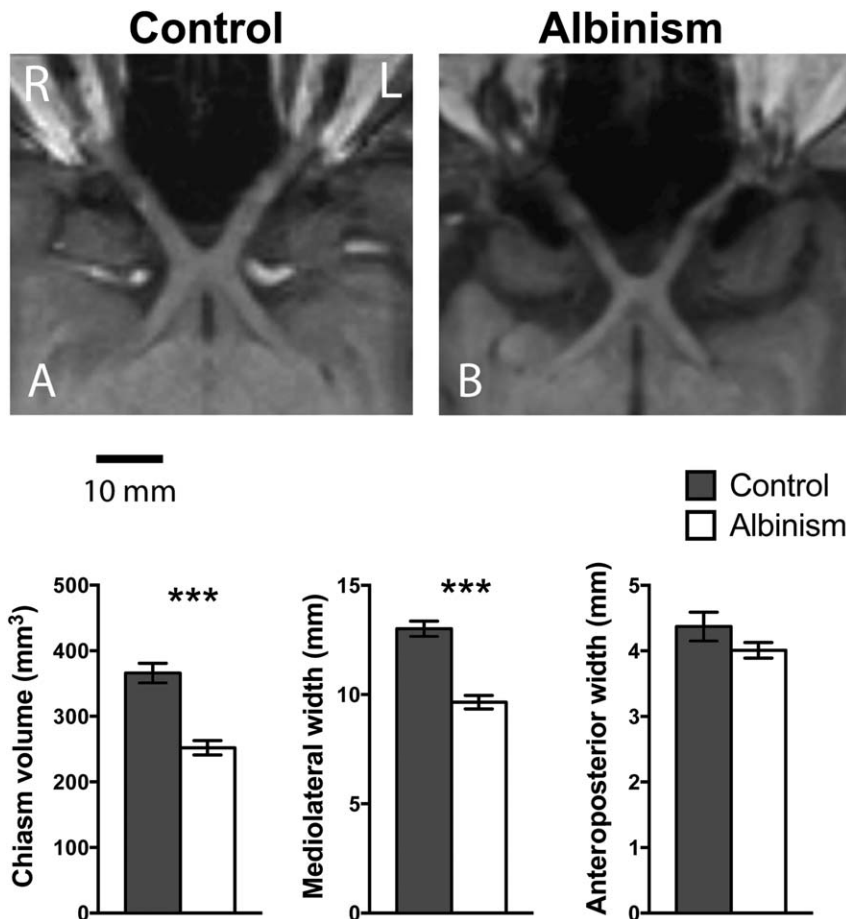 Control
Albinism
R
L
A
B
10 mm
Control
Albinism
Chiasm volume (mm³)
500
400
300
200
100
0
***
Mediolateral width (mm)
15
10
5
0
***
Anteroposterior width (mm)
5
4
3
2
1
0